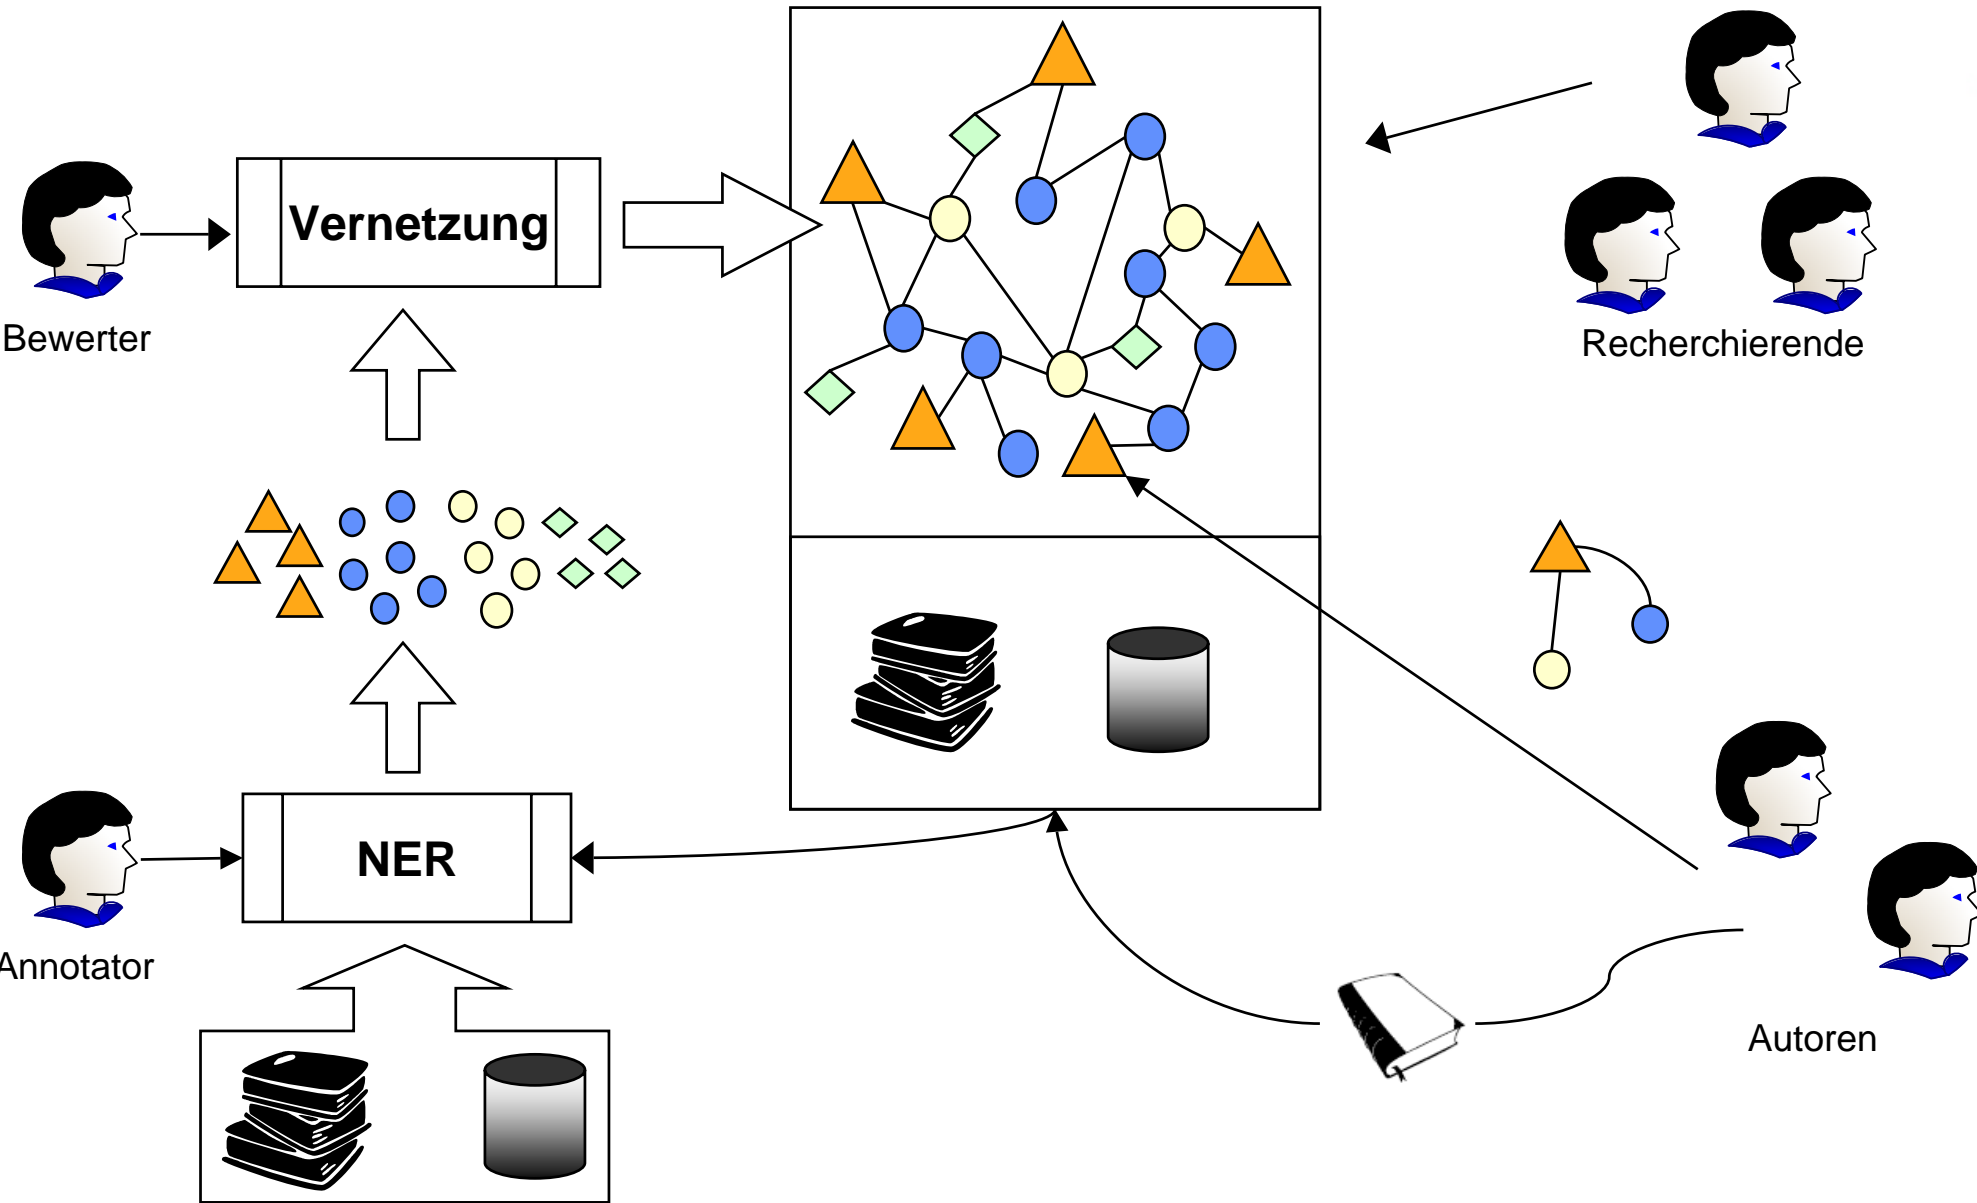 Vernetzung
Bewerter
Recherchierende
NER
Annotator
Autoren